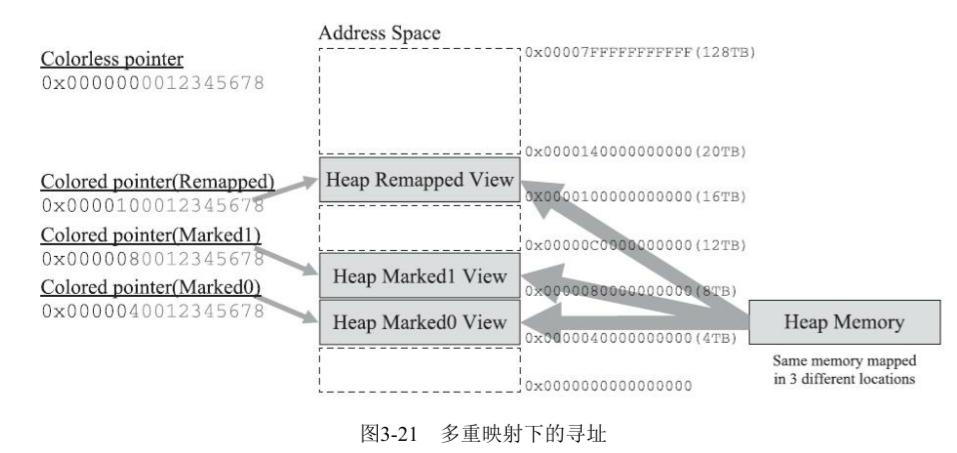 Address Space
0x00007FFFFFFFFFFF(128TB)
Colorless pointer
0x0000000012345678
0x0000140000000000(20TB)
Colored pointer(Remapped)
0x0000100012345678
Heap Remapped View
0x0000100000000000(16TB)
Colored pointer(Marked1)
0x0000080012345678
0x00000C0000000000(12TB)
Heap Marked1 View
Colored pointer(Marked0)
0x0000040012345678
0x0000080000000000(8TB)
Heap Marked0 View
Heap Memory
0x0000040000000000(4TB)
Same memory mapped
in 3 different locations
0x0000000000000000
图3-21 多重映射下的寻址